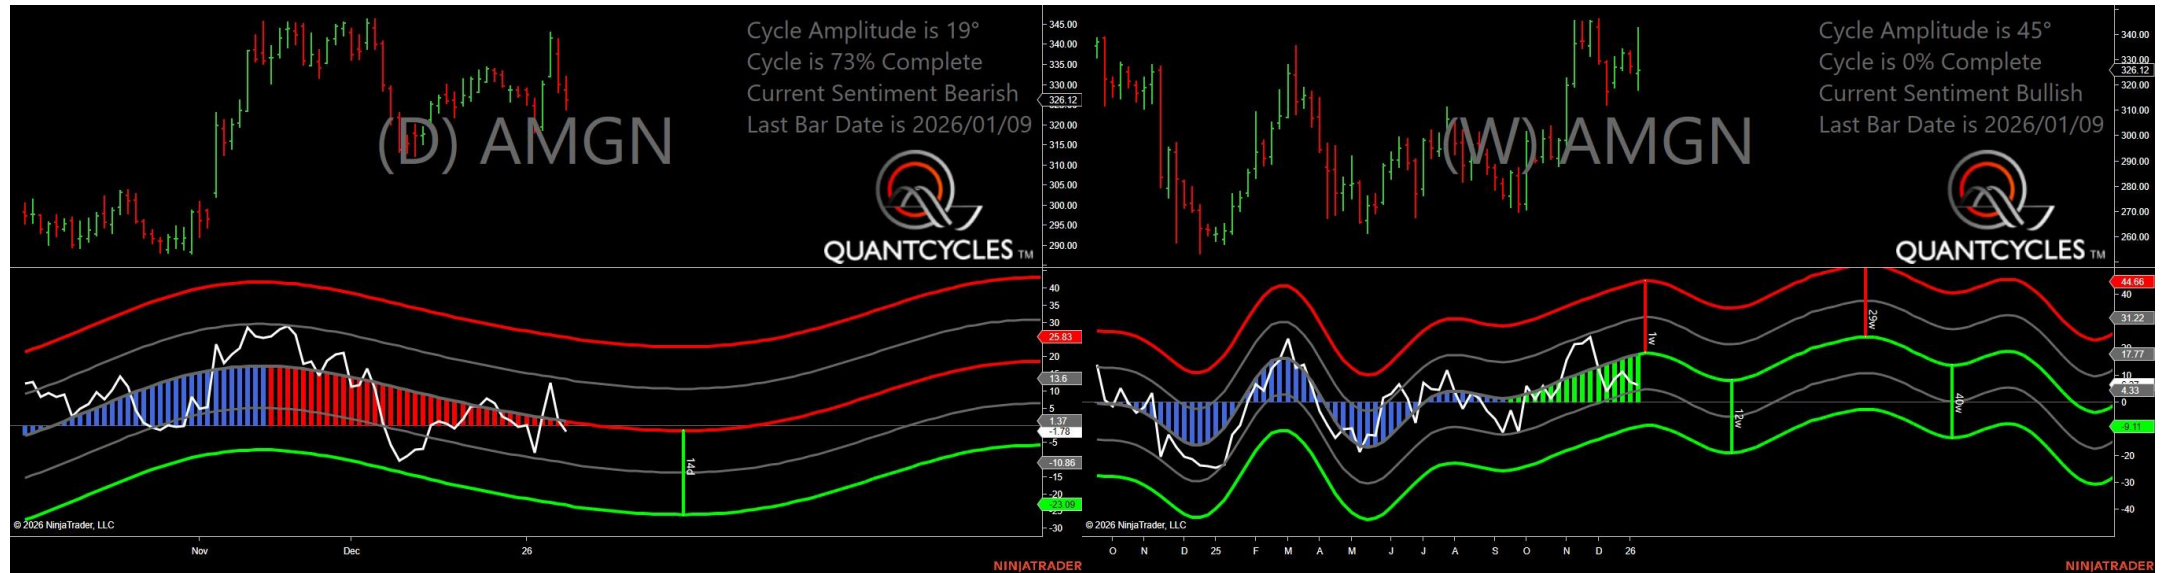 Cycle Amplitude is 19°
Cycle is 73% Complete
Current Sentiment Bearish
Last Bar Date is 2026/01/09
(D) AMGN
QUANTCYCLES TM
345.00
340.00
335.00
330.00
326.12
320.00
315.00
310.00
305.00
300.00
295.00
290.00
40
35
30
25.83
20
15
13.6
10
5
1.37
-1.78
-5
-10.86
-15
-20
-23.09
-30
14d
© 2026 NinjaTrader, LLC
Nov
Dec
26
NINJATRADER
Cycle Amplitude is 45°
Cycle is 0% Complete
Current Sentiment Bullish
Last Bar Date is 2026/01/09
(W) AMGN
QUANTCYCLES TM
340.00
330.00
326.12
320.00
310.00
300.00
290.00
280.00
270.00
260.00
44.66
40
31.22
17.77
10
4.33
0
-9.11
-20
-30
-40
1w
12w
29w
40w
© 2026 NinjaTrader, LLC
O N D 25 F M A M J J A S O N D 26
NINJATRADER